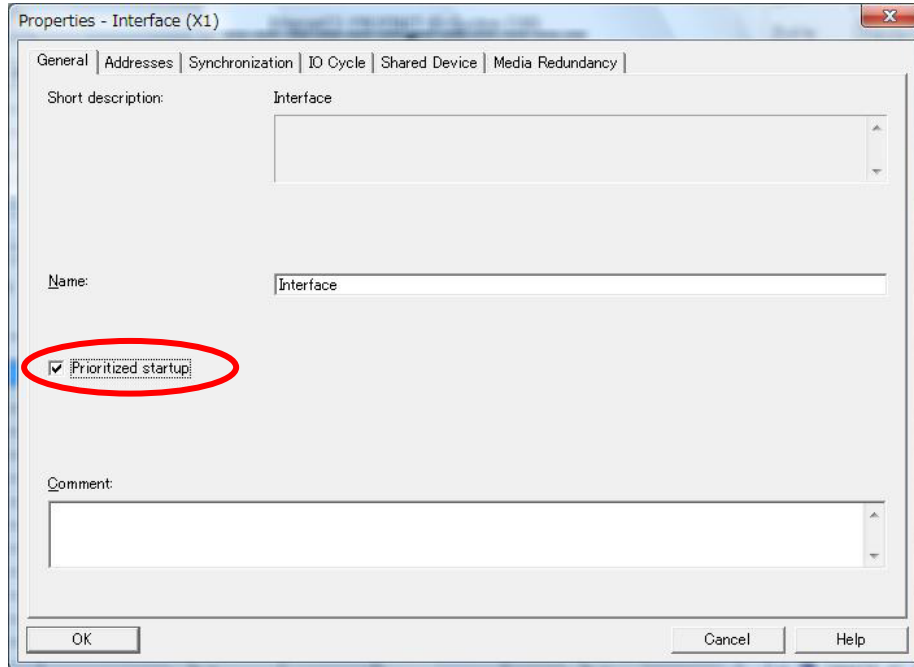 Properties - Interface (X1)
General Addresses Synchronization IO Cycle Shared Device Media Redundancy
Short description: Interface
Name: Interface
Prioritized startup
Comment:
OK Cancel Help